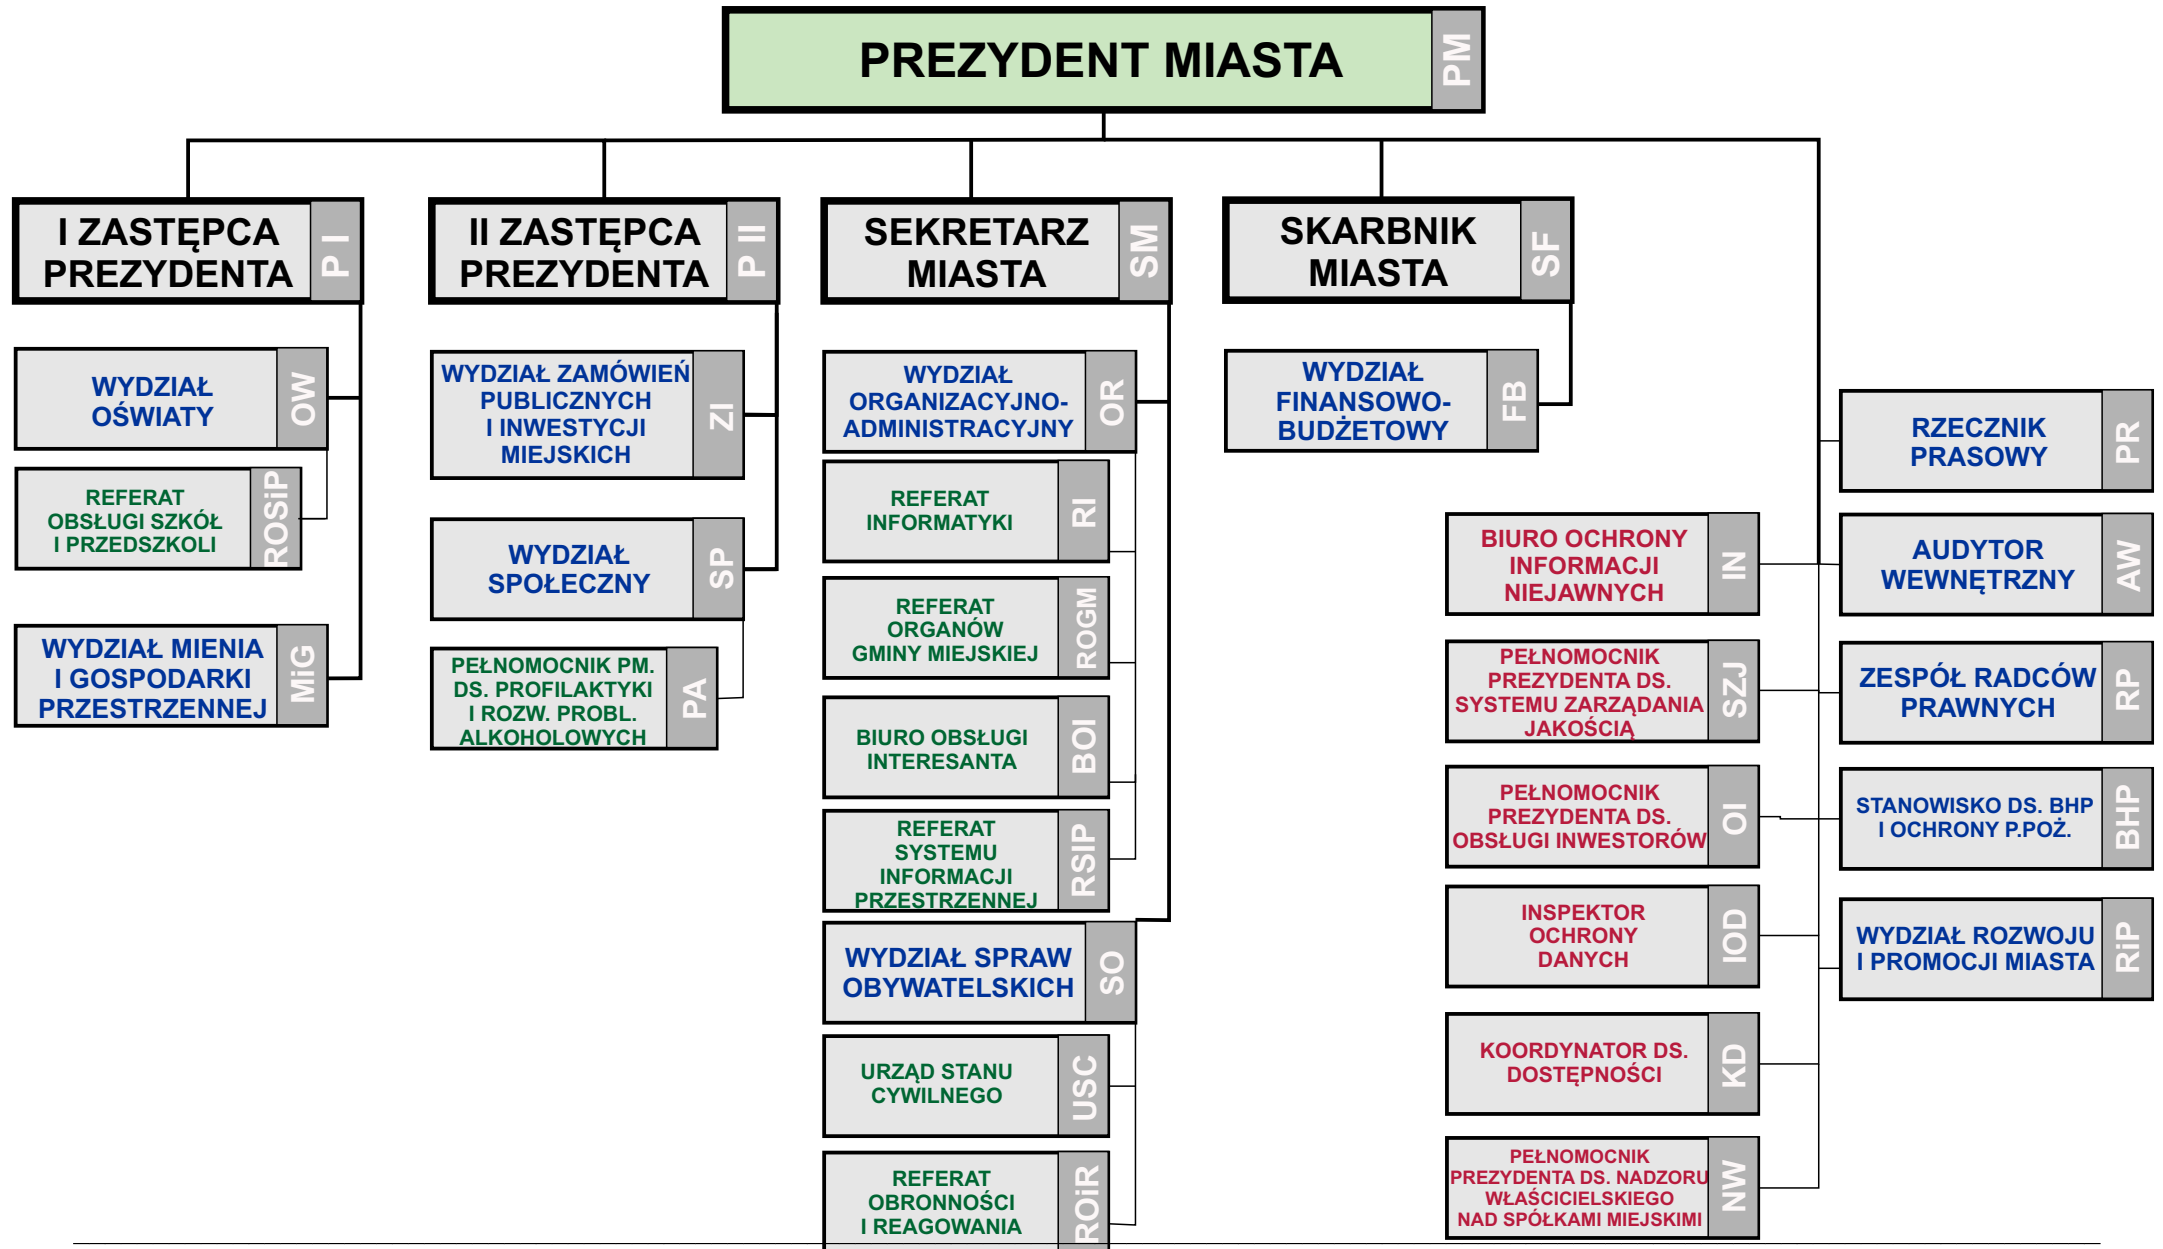 PREZYDENT MIASTA
PM
I ZASTĘPCA
PREZYDENTA
P I
WYDZIAŁ
OŚWIATY
OW
REFERAT
OBSŁUGI SZKÓŁ
I PRZEDSZKOLI
ROSiP
WYDZIAŁ MIENIA
I GOSPODARKI
PRZESTRZENNEJ
MiG
II ZASTĘPCA
PREZYDENTA
P II
WYDZIAŁ ZAMÓWIEŃ
PUBLICZNYCH
I INWESTYCJI
MIEJSKICH
ZI
WYDZIAŁ
SPOŁECZNY
SP
PEŁNOMOCNIK PM.
DS. PROFILAKTYKI
I ROZW. PROBL.
ALKOHOLOWYCH
PA
SEKRETARZ
MIASTA
SM
WYDZIAŁ
ORGANIZACYJNO-
ADMINISTRACYJNY
OR
REFERAT
INFORMATYKI
RI
REFERAT
ORGANÓW
GMINY MIEJSKIEJ
ROGM
BIURO OBSŁUGI
INTERESANTA
BOI
REFERAT
SYSTEMU
INFORMACJI
PRZESTRZENNEJ
RSIP
WYDZIAŁ SPRAW
OBYWATELSKICH
SO
URZĄD STANU
CYWILNEGO
USC
REFERAT
OBRONNOŚCI
I REAGOWANIA
ROiR
SKARBNIK
MIASTA
SF
WYDZIAŁ
FINANSOWO-
BUDŻETOWY
FB
BIURO OCHRONY
INFORMACJI
NIEJAWNYCH
IN
PEŁNOMOCNIK
PREZYDENTA DS.
SYSTEMU ZARZĄDANIA
JAKOŚCIĄ
SZJ
PEŁNOMOCNIK
PREZYDENTA DS.
OBSŁUGI INWESTORÓW
OI
INSPEKTOR
OCHRONY
DANYCH
IOD
KOORDYNATOR DS.
DOSTĘPNOŚCI
KD
PEŁNOMOCNIK
PREZYDENTA DS. NADZORU
WŁAŚCICIELSKIEGO
NAD SPÓŁKAMI MIEJSKIMI
NW
RZECZNIK
PRASOWY
PR
AUDYTOR
WEWNĘTRZNY
AW
ZESPÓŁ RADCÓW
PRAWNYCH
RP
STANOWISKO DS. BHP
I OCHRONY P.POŻ.
BHP
WYDZIAŁ ROZWOJU
I PROMOCJI MIASTA
RiP